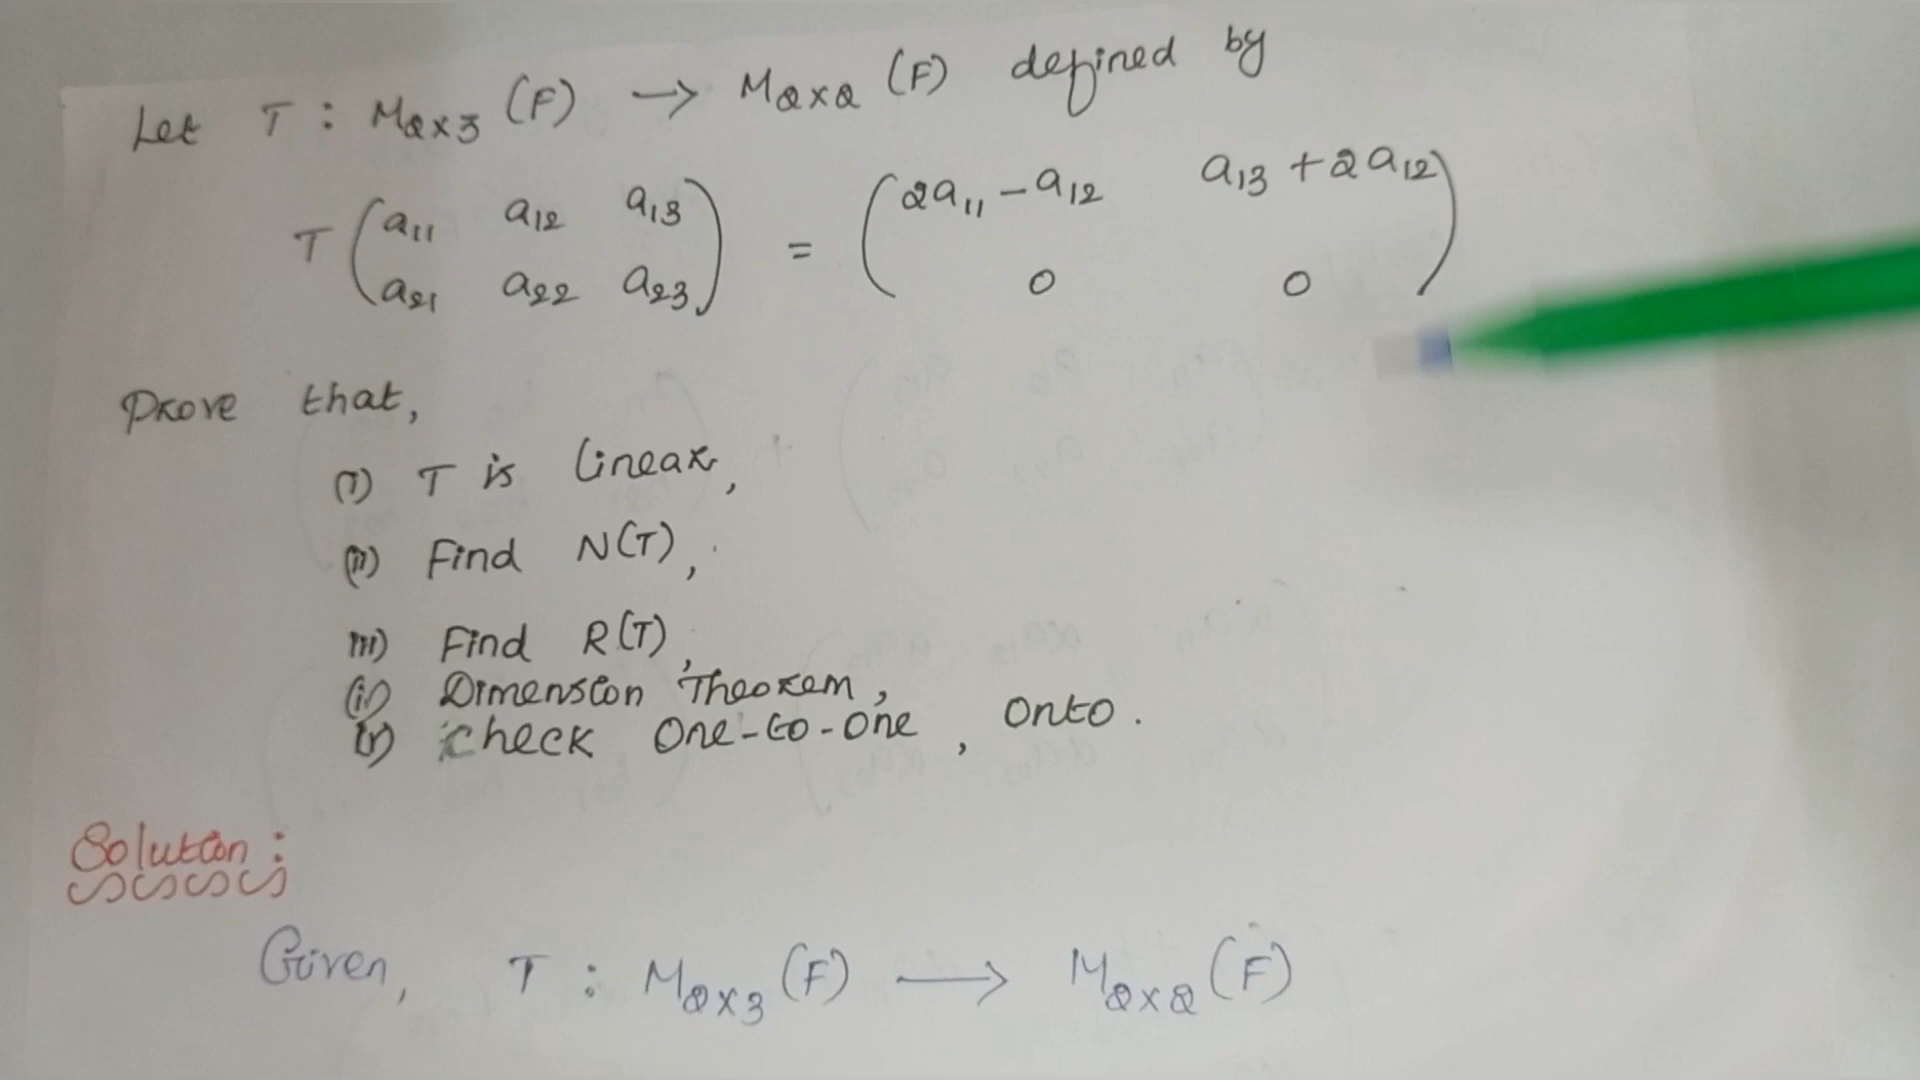 Let T : M₂ₓ₃ (F) → M₂ₓ₂ (F) defined by
T ( a₁₁ a₁₂ a₁₃ ) = ( 2a₁₁ - a₁₂ a₁₃ + 2a₁₂ )
( a₂₁ a₂₂ a₂₃ ) ( 0 0 )
Prove that,
(i) T is linear,
(ii) Find N(T),
iii) Find R(T),
(iv) Dimension Theorem,
(v) check one-to-one, onto.
Solution:
Given, T : M₂ₓ₃ (F) → M₂ₓ₂ (F)